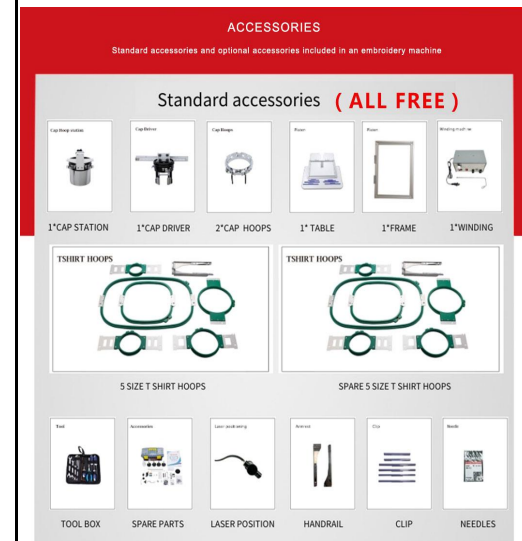 ACCESSORIES
Standard accessories and optional accessories included in an embroidery machine
Standard accessories ( ALL FREE )
Cap Hoop station
Cap Driver
Cap Hoops
Winding machine
1*CAP STATION
1*CAP DRIVER
2*CAP HOOPS
1* TABLE
1*FRAME
1*WINDING
TSHIRT HOOPS
TSHIRT HOOPS
5 SIZE T SHIRT HOOPS
SPARE 5 SIZE T SHIRT HOOPS
Tool
Accessories
Laser positioning
Clip
Needle
TOOL BOX
SPARE PARTS
LASER POSITION
HANDRAIL
CLIP
NEEDLES